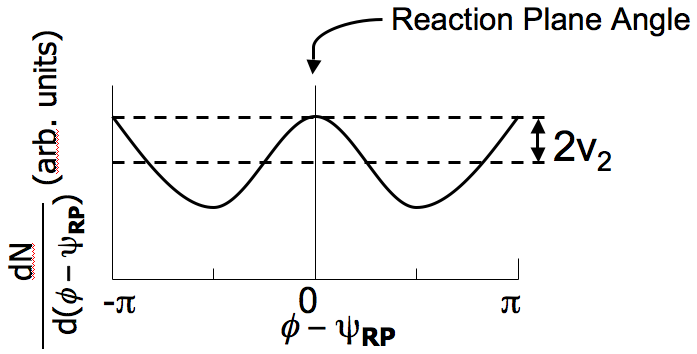 Reaction Plane Angle
dN
d(ϕ − ψRP)
(arb. units)
2v₂
-π
0
π
ϕ − ψRP